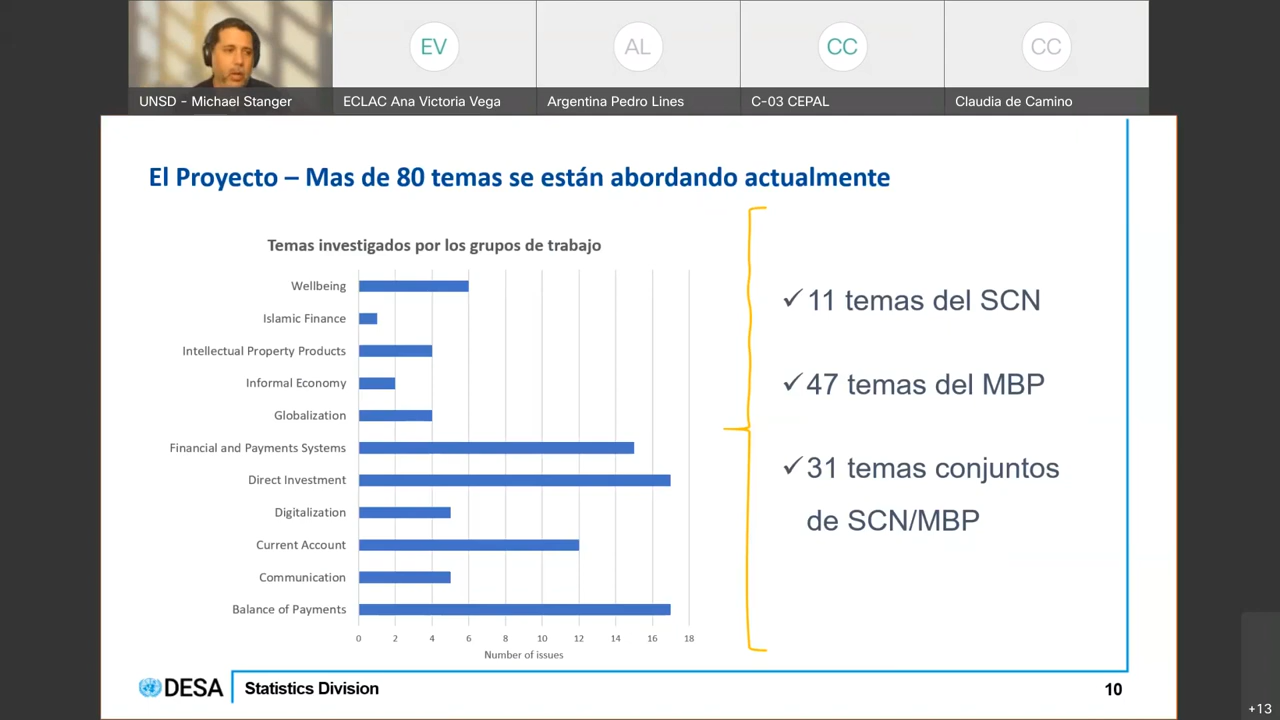 EV
AL
CC
CC
UNSD - Michael Stanger
ECLAC Ana Victoria Vega
Argentina Pedro Lines
C-03 CEPAL
Claudia de Camino
El Proyecto – Mas de 80 temas se están abordando actualmente
Temas investigados por los grupos de trabajo
Wellbeing
Islamic Finance
Intellectual Property Products
Informal Economy
Globalization
Financial and Payments Systems
Direct Investment
Digitalization
Current Account
Communication
Balance of Payments
0 2 4 6 8 10 12 14 16 18
Number of issues
✓11 temas del SCN
✓47 temas del MBP
✓31 temas conjuntos
de SCN/MBP
DESA
Statistics Division
10
+13